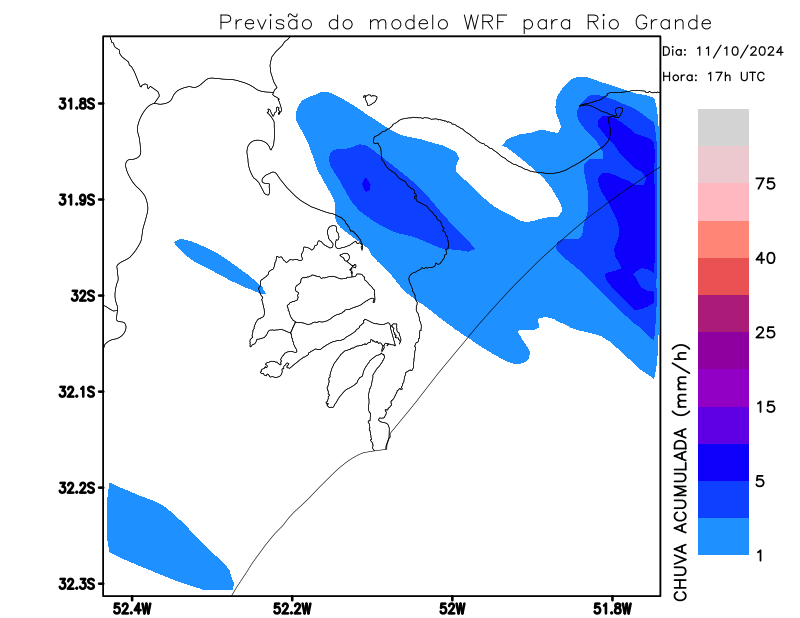 Previsão do modelo WRF para Rio Grande
Dia: 11/10/2024
Hora: 17h UTC
31.8S
31.9S
32S
32.1S
32.2S
32.3S
52.4W
52.2W
52W
51.8W
75
40
25
15
5
1
CHUVA ACUMULADA (mm/h)